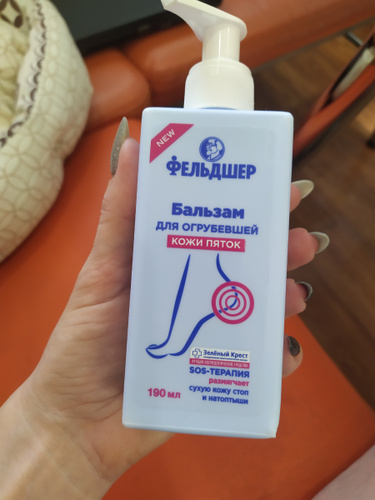 NEW
ФЕЛЬДШЕР
Бальзам
ДЛЯ ОГРУБЕВШЕЙ
КОЖИ ПЯТОК
Зелёный Крест
SOS-ТЕРАПИЯ
размягчает
сухую кожу стоп
и натоптыши
190 мл